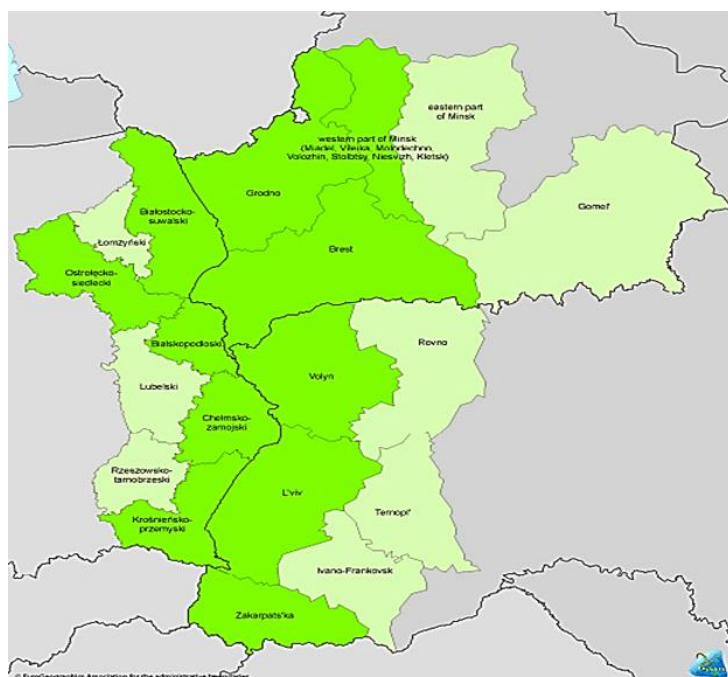 eastern part
of Minsk
western part of Minsk
(Miadel, Vilejka, Molodechno,
Volozhin, Stolbtsy, Niesvizh, Kletsk)
Grodno
Gomel'
Białostocko-
suwalski
Łomżyński
Brest
Ostrołęcko-
siedlecki
Bialskopodlaski
Rovno
Volyn
Lubelski
Chełmsko-
zamojski
Rzeszowsko-
tarnobrzeski
L'viv
Ternopil'
Krośnieńsko-
przemyski
Ivano-Frankovsk
Zakarpats'ka
© EuroGeographics Association for the administrative boundaries